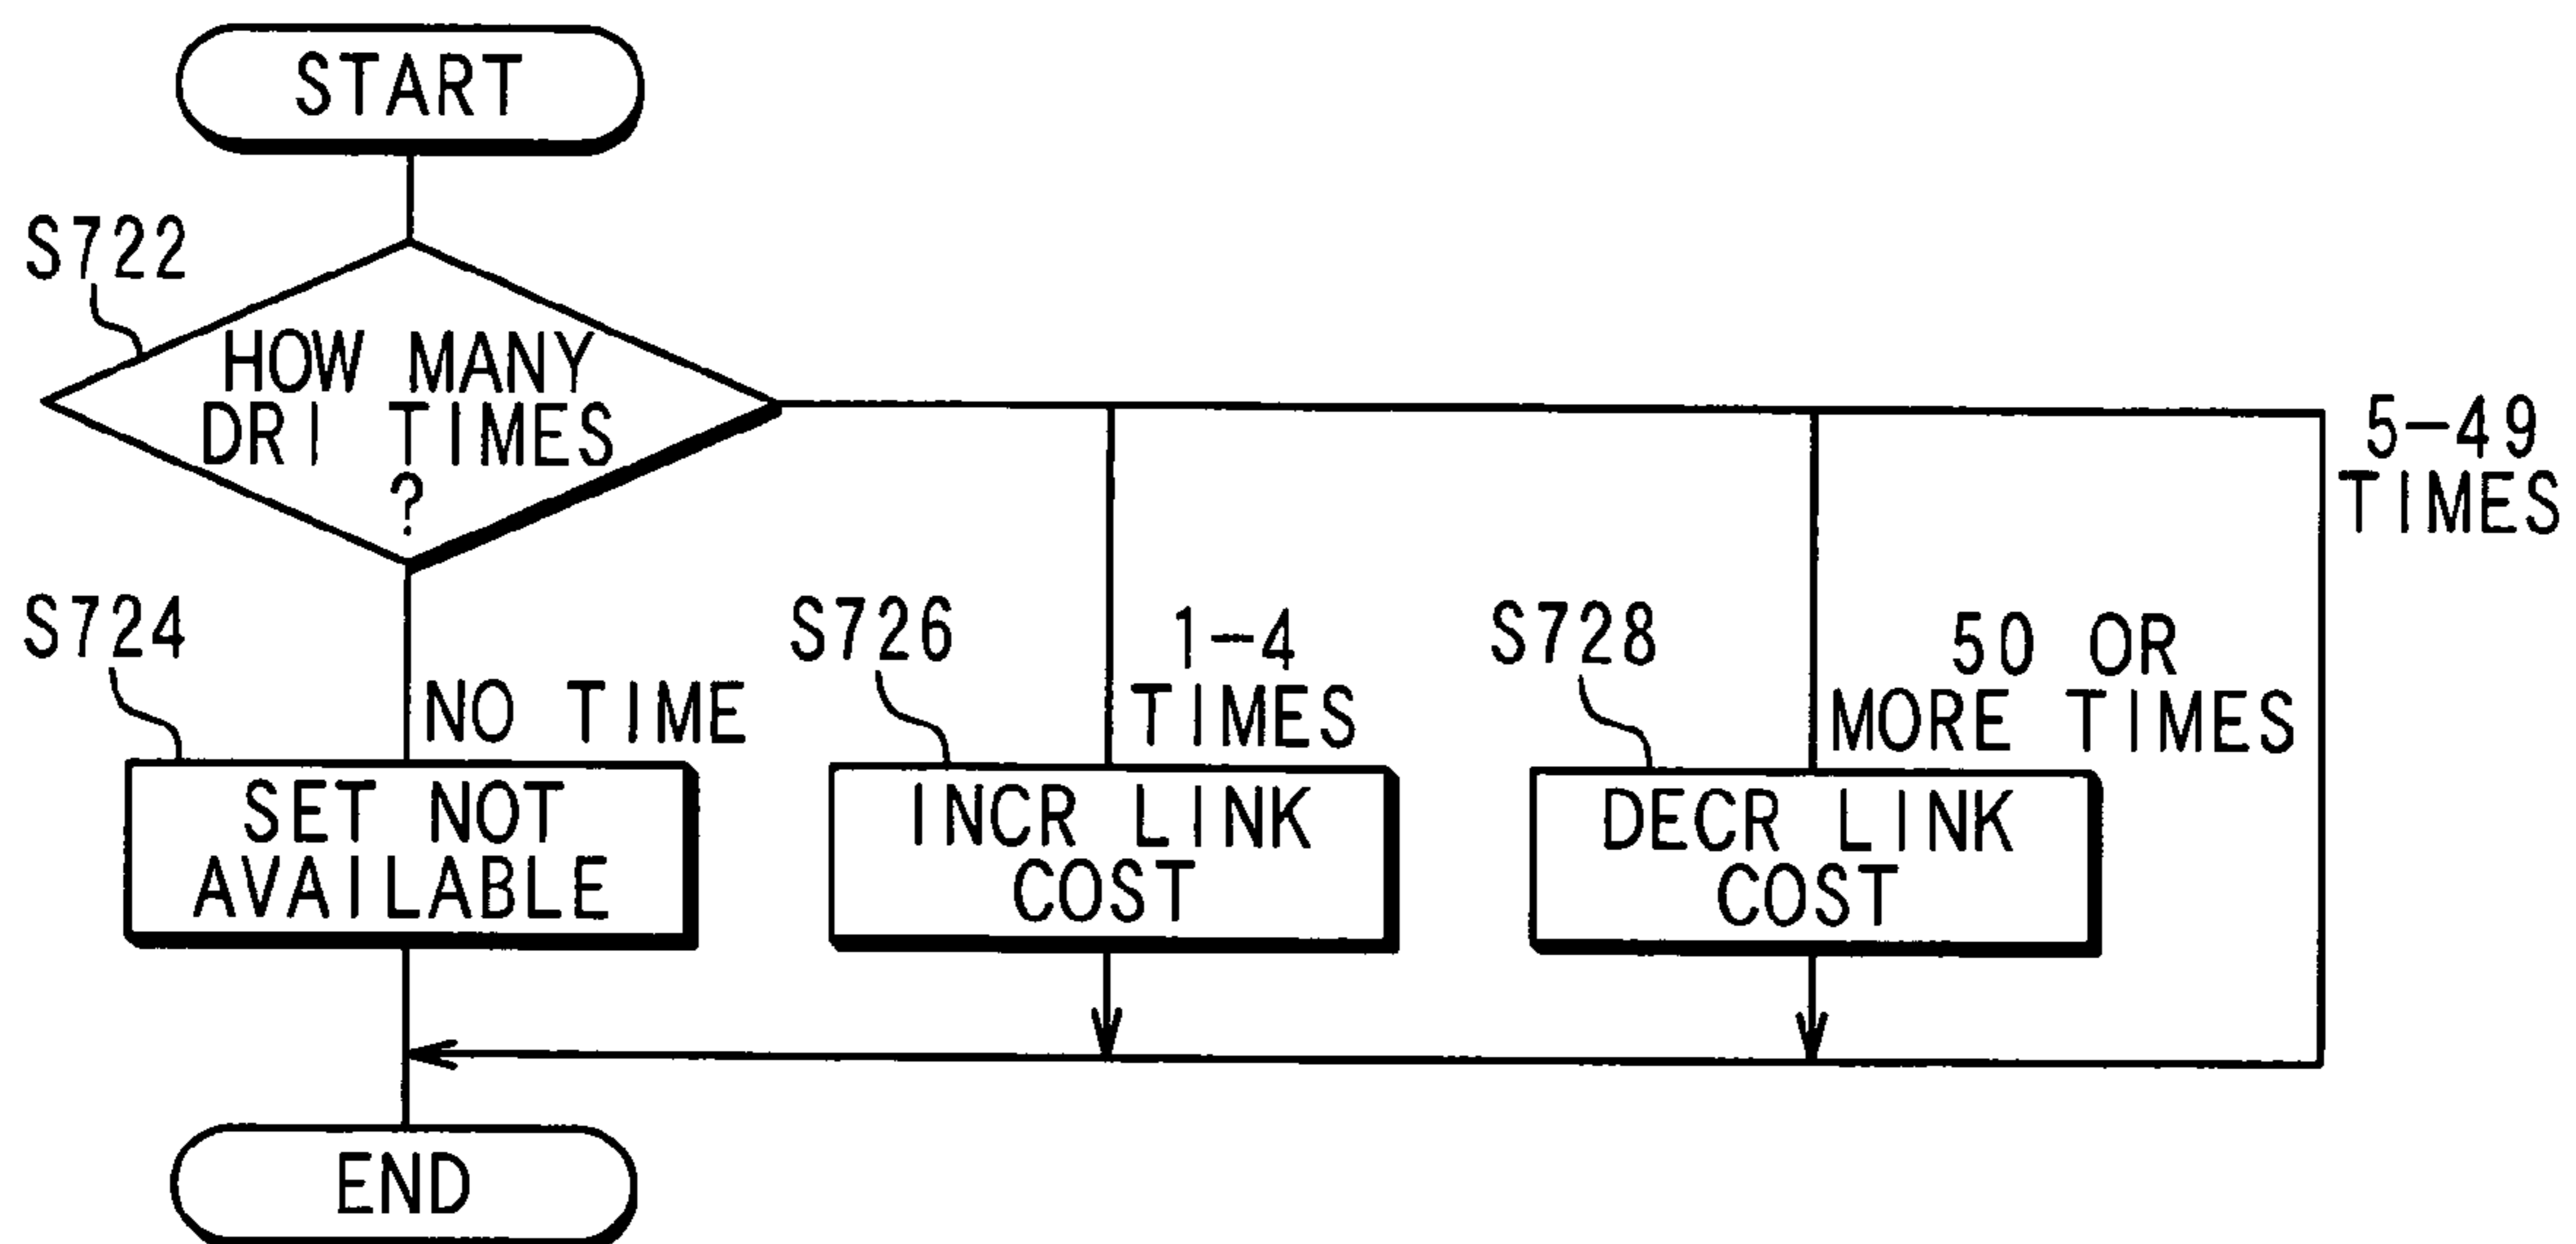 START
S722
HOW MANY
DRI TIMES
?
5-49
TIMES
S724
NO TIME
S726
1-4
TIMES
S728
50 OR
MORE TIMES
SET NOT
AVAILABLE
INCR LINK
COST
DECR LINK
COST
END